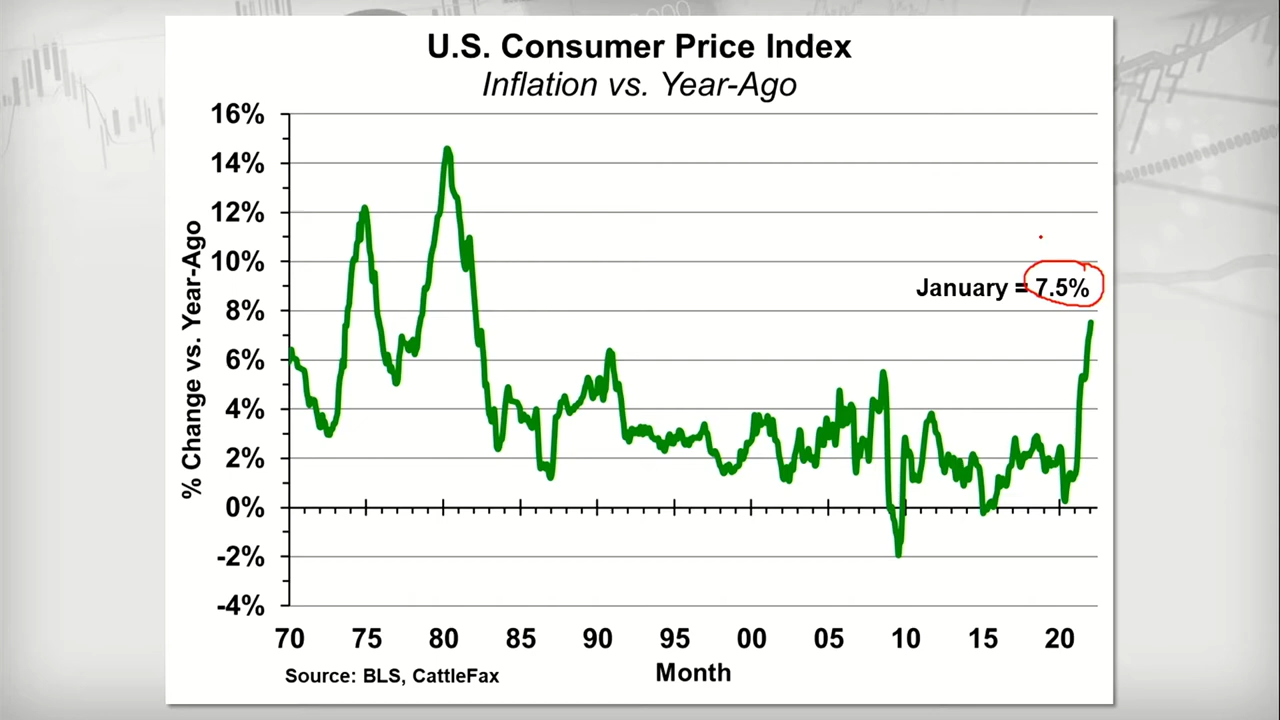 U.S. Consumer Price Index
Inflation vs. Year-Ago
16%
14%
12%
10%
8%
6%
4%
2%
0%
-2%
-4%
% Change vs. Year-Ago
January = 7.5%
70 75 80 85 90 95 00 05 10 15 20
Month
Source: BLS, CattleFax